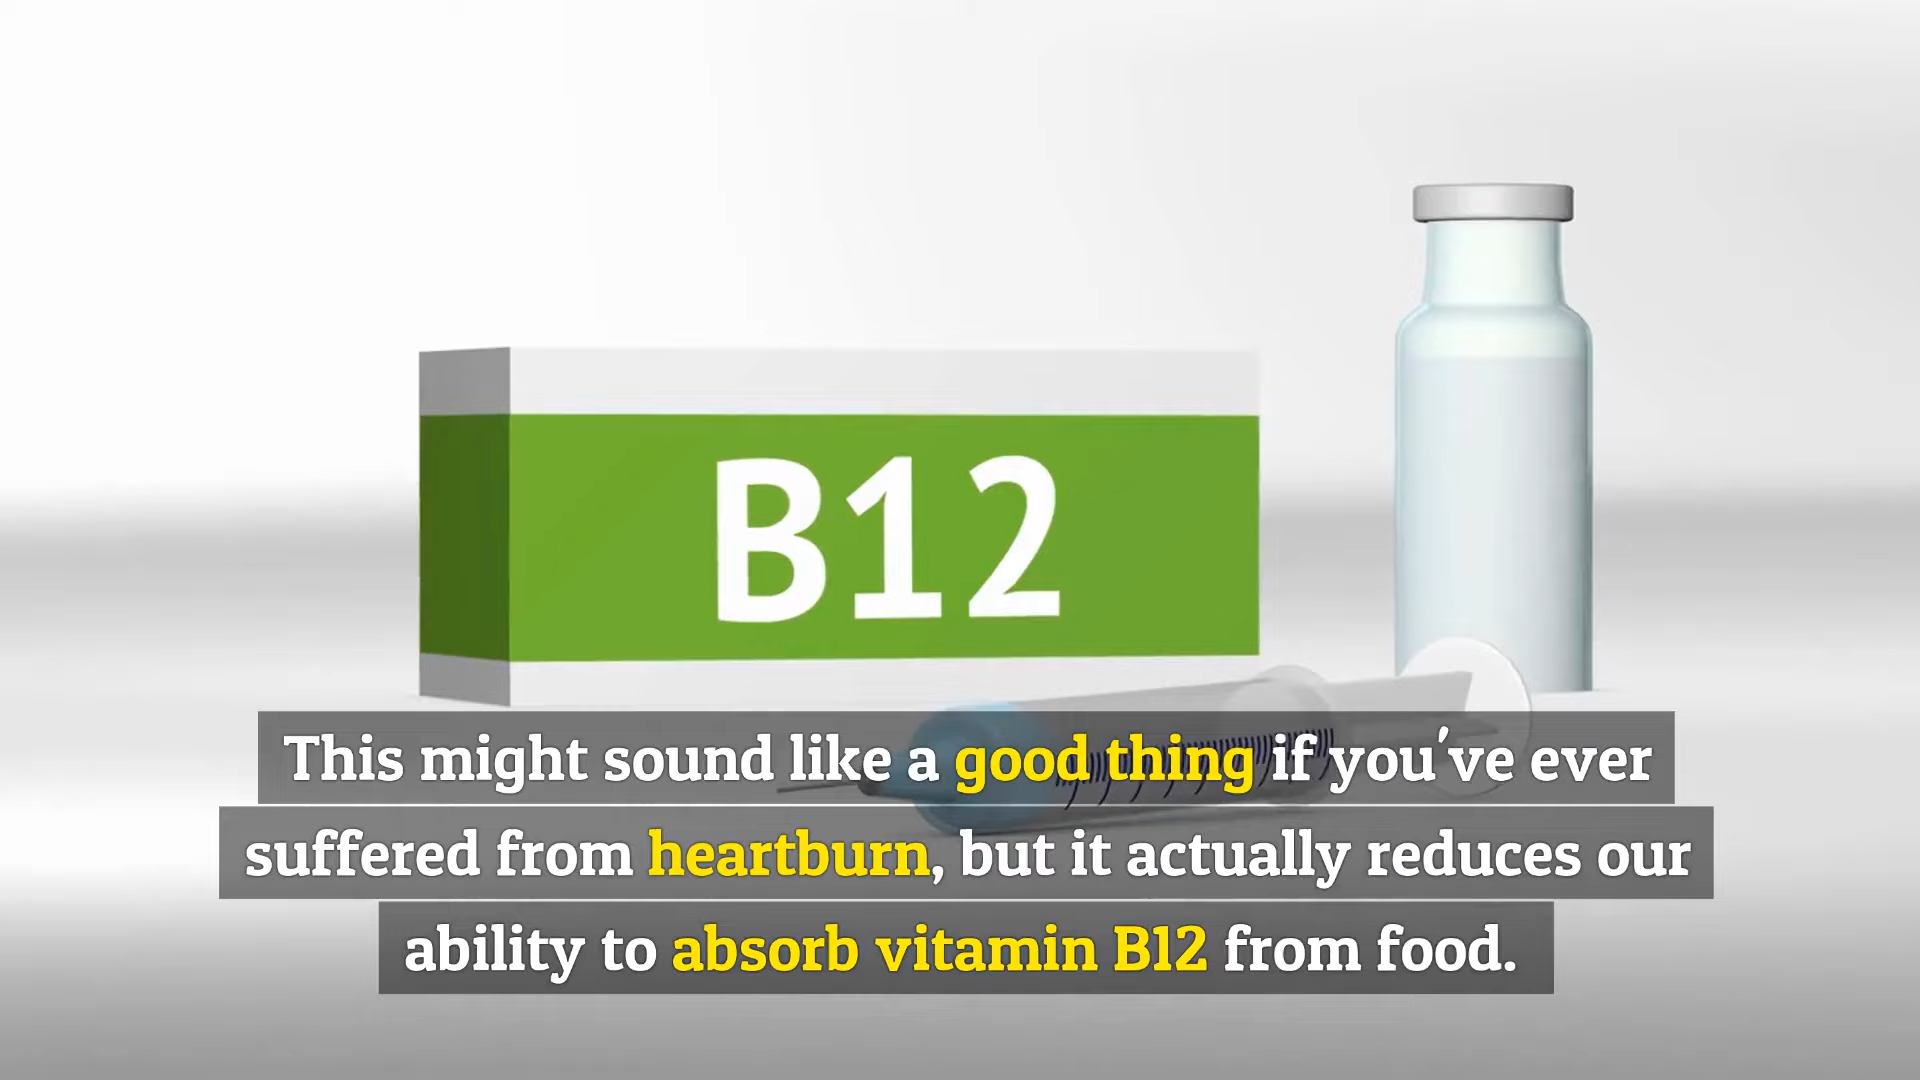 B12
This might sound like a good thing if you've ever
suffered from heartburn, but it actually reduces our
ability to absorb vitamin B12 from food.